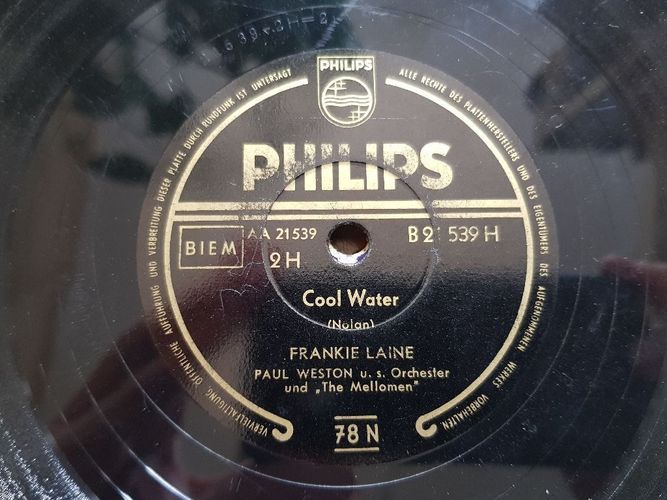 PHILIPS
ALLE RECHTE DES PLATTENHERSTELLERS UND DES EIGENTÜMERS DES AUFGENOMMENEN WERKES VORBEHALTEN
VERVIELFÄLTIGUNG ÖFFENTLICHE AUFFÜHRUNG UND VERBREITUNG DIESER PLATTE DURCH RUNDFUNK IST UNTERSAGT
PHILIPS
BIEM
AA 21539
2H
B 21 539 H
Cool Water
(Nolan)
FRANKIE LAINE
PAUL WESTON u. s. Orchester
und „The Mellomen"
78 N